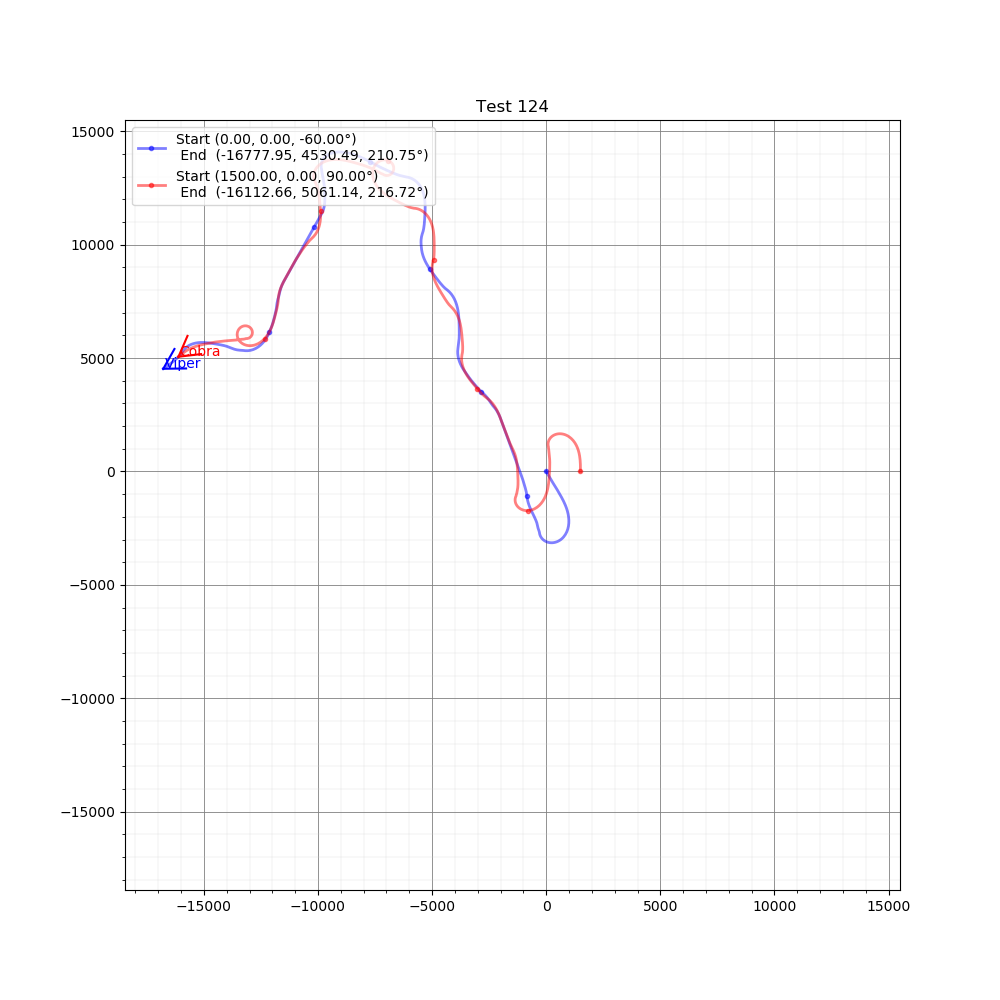 Test 124
Start (0.00, 0.00, -60.00°)
End (-16777.95, 4530.49, 210.75°)
Start (1500.00, 0.00, 90.00°)
End (-16112.66, 5061.14, 216.72°)
15000
10000
5000
0
−5000
−10000
−15000
Cobra
Viper
−15000 −10000 −5000 0 5000 10000 15000